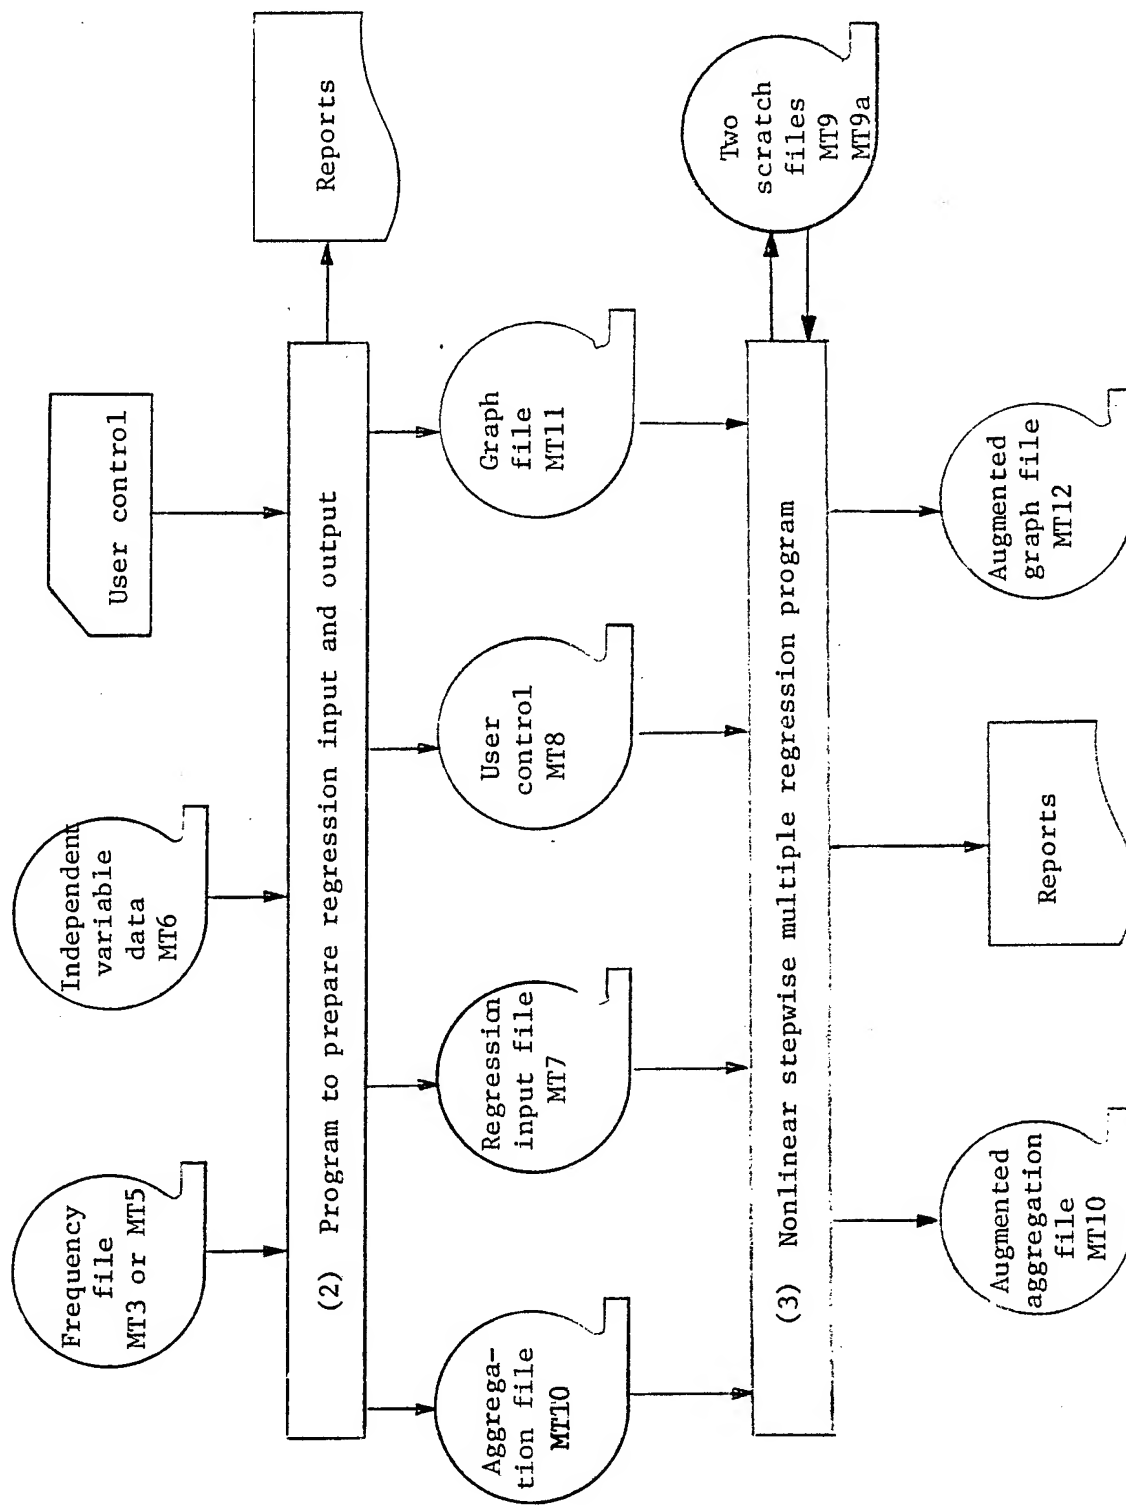 Frequency
file
MT3 or MT5
Independent
variable
data
MT6
User control
(2) Program to prepare regression input and output
Reports
Aggrega-
tion file
MT10
Regression
input file
MT7
User
control
MT8
Graph
file
MT11
(3) Nonlinear stepwise multiple regression program
Two
scratch
files
MT9
MT9a
Augmented
aggregation
file
MT10
Reports
Augmented
graph file
MT12